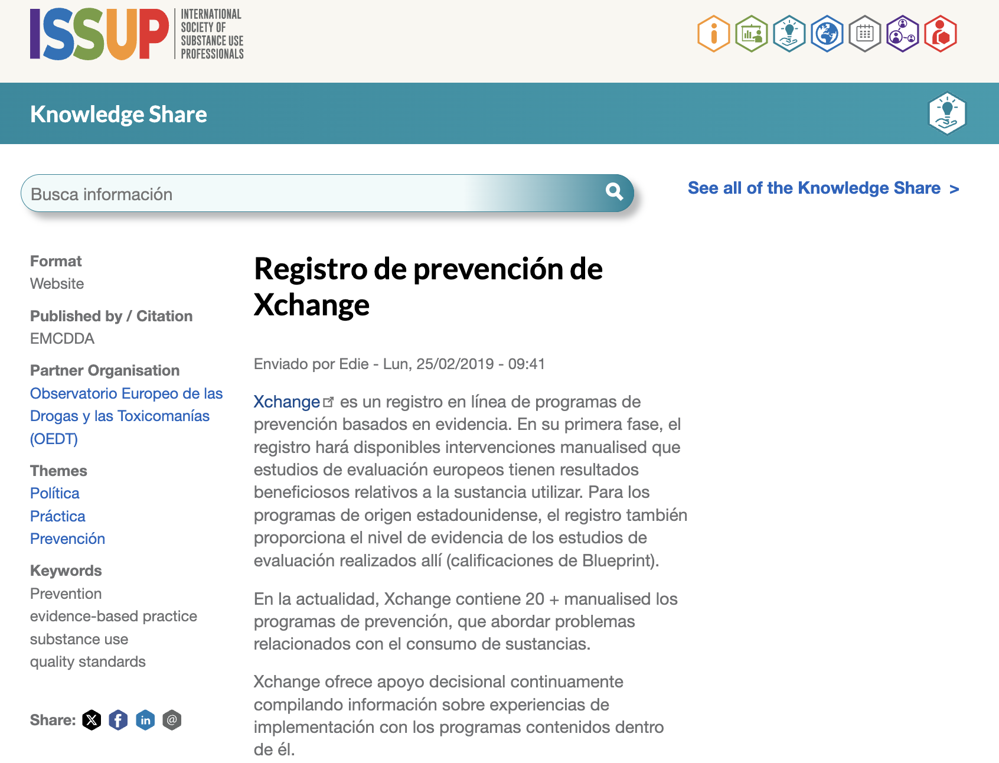 ISSUP
INTERNATIONAL
SOCIETY OF
SUBSTANCE USE
PROFESSIONALS
Knowledge Share
Busca información
See all of the Knowledge Share >
Format
Website
Published by / Citation
EMCDDA
Partner Organisation
Observatorio Europeo de las
Drogas y las Toxicomanías
(OEDT)
Themes
Política
Práctica
Prevención
Keywords
Prevention
evidence-based practice
substance use
quality standards
Share:
Registro de prevención de
Xchange
Enviado por Edie - Lun, 25/02/2019 - 09:41
Xchange es un registro en línea de programas de
prevención basados en evidencia. En su primera fase, el
registro hará disponibles intervenciones manualised que
estudios de evaluación europeos tienen resultados
beneficiosos relativos a la sustancia utilizar. Para los
programas de origen estadounidense, el registro también
proporciona el nivel de evidencia de los estudios de
evaluación realizados allí (calificaciones de Blueprint).
En la actualidad, Xchange contiene 20 + manualised los
programas de prevención, que abordar problemas
relacionados con el consumo de sustancias.
Xchange ofrece apoyo decisional continuamente
compilando información sobre experiencias de
implementación con los programas contenidos dentro
de él.